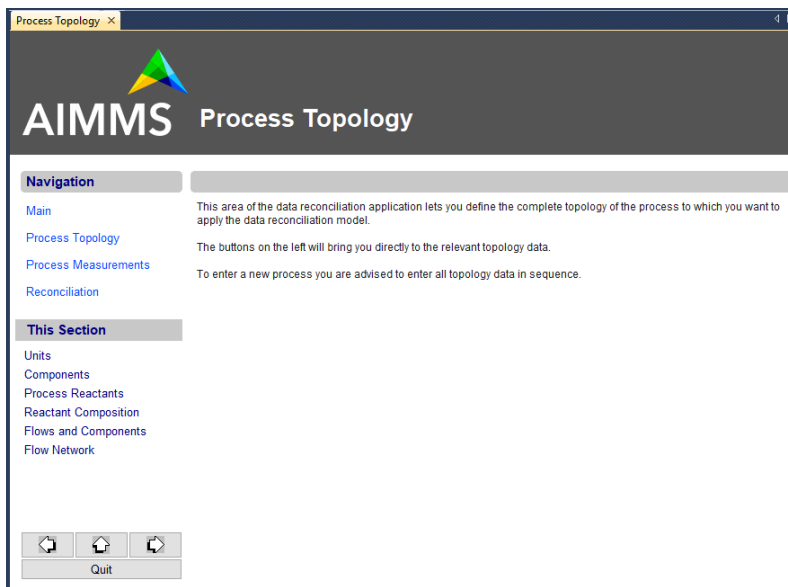 Process Topology
AIMMS
Process Topology
Navigation
Main
Process Topology
Process Measurements
Reconciliation
This area of the data reconciliation application lets you define the complete topology of the process to which you want to
apply the data reconciliation model.
The buttons on the left will bring you directly to the relevant topology data.
To enter a new process you are advised to enter all topology data in sequence.
This Section
Units
Components
Process Reactants
Reactant Composition
Flows and Components
Flow Network
Quit